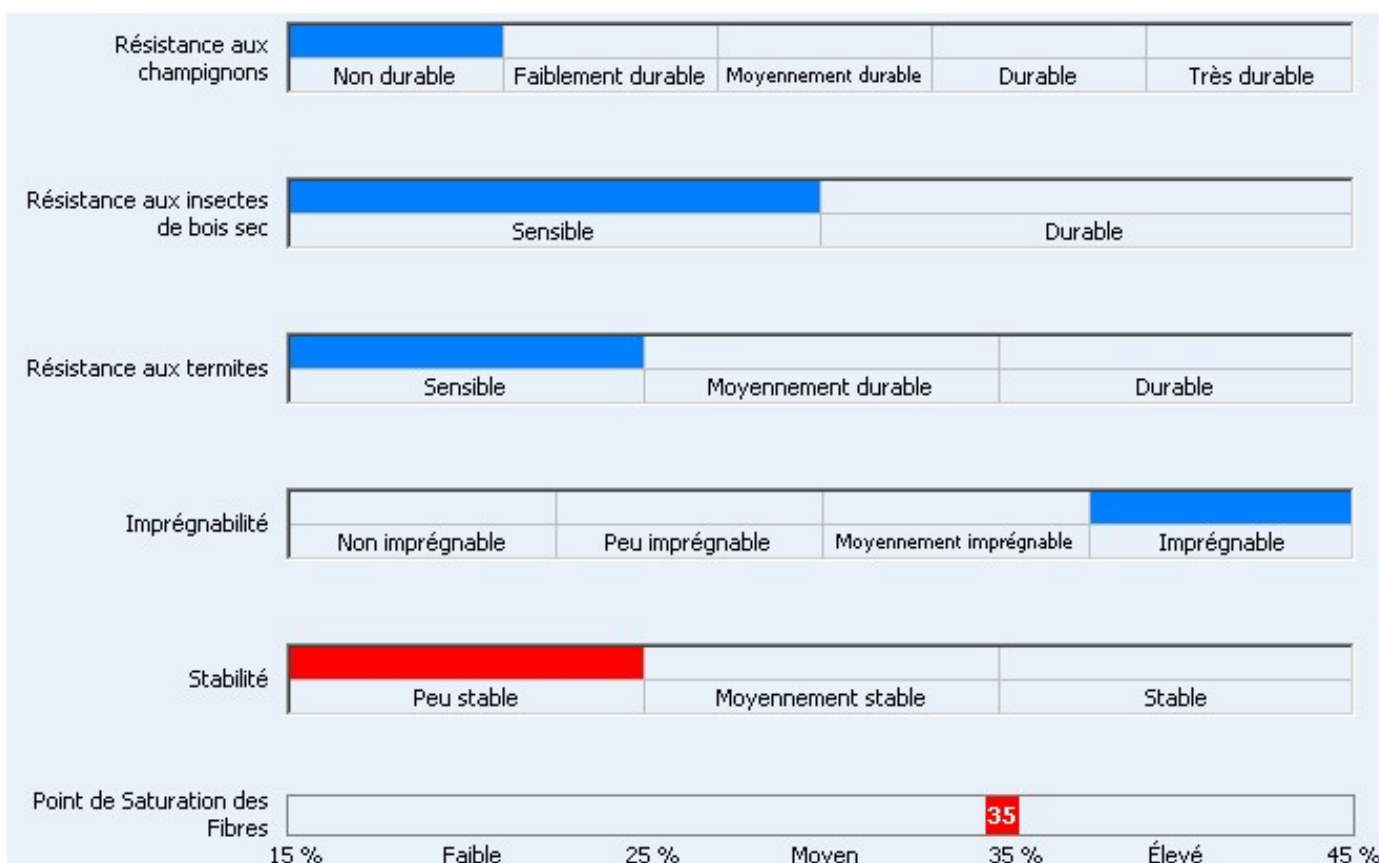 Résistance aux
champignons
Non durable Faiblement durable Moyennement durable Durable Très durable
Résistance aux insectes
de bois sec
Sensible Durable
Résistance aux termites
Sensible Moyennement durable Durable
Imprégnabilité
Non imprégnable Peu imprégnable Moyennement imprégnable Imprégnable
Stabilité
Peu stable Moyennement stable Stable
Point de Saturation des
Fibres
35
15 % Faible 25 % Moyen 35 % Élevé 45 %